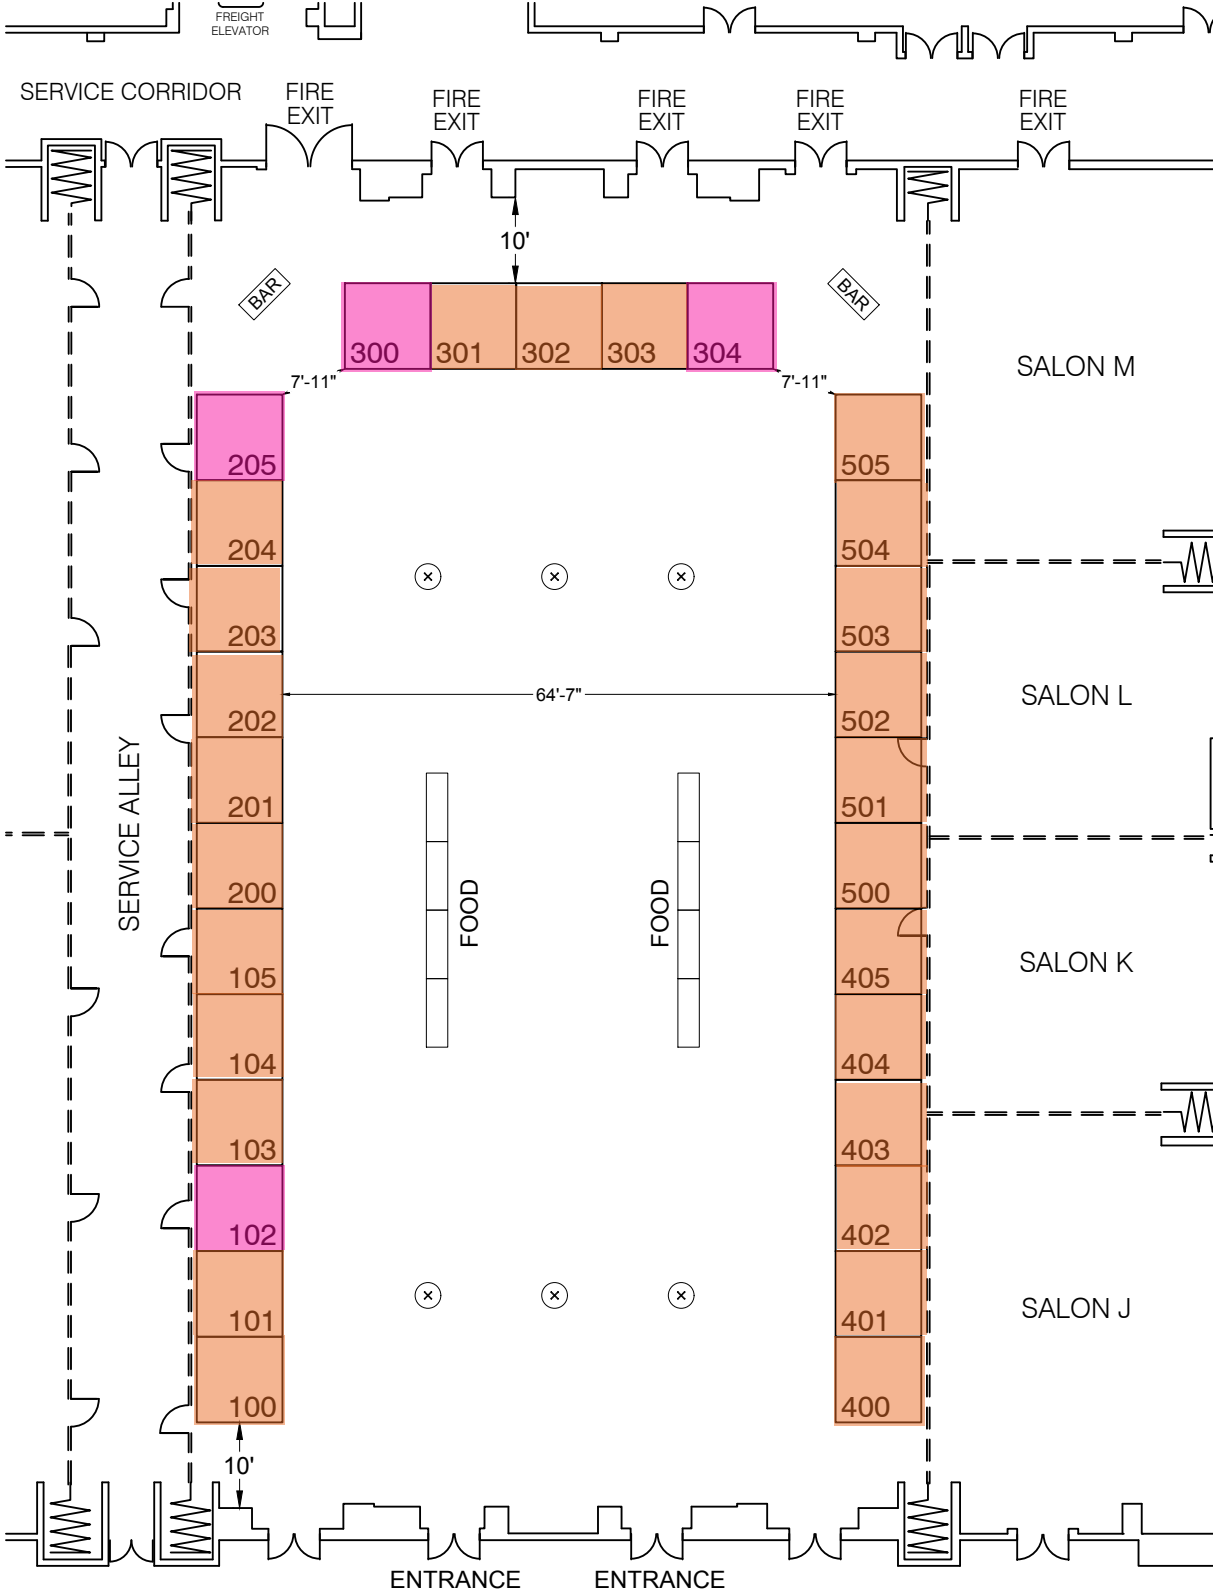 FREIGHT
ELEVATOR
SERVICE CORRIDOR
FIRE
EXIT
FIRE
EXIT
FIRE
EXIT
FIRE
EXIT
FIRE
EXIT
10'
BAR
BAR
300
301
302
303
304
7'-11"
7'-11"
SALON M
205
505
204
504
203
503
64'-7"
SALON L
202
502
SERVICE ALLEY
201
501
200
500
FOOD
FOOD
105
405
SALON K
104
404
103
403
102
402
101
401
SALON J
100
400
10'
ENTRANCE
ENTRANCE